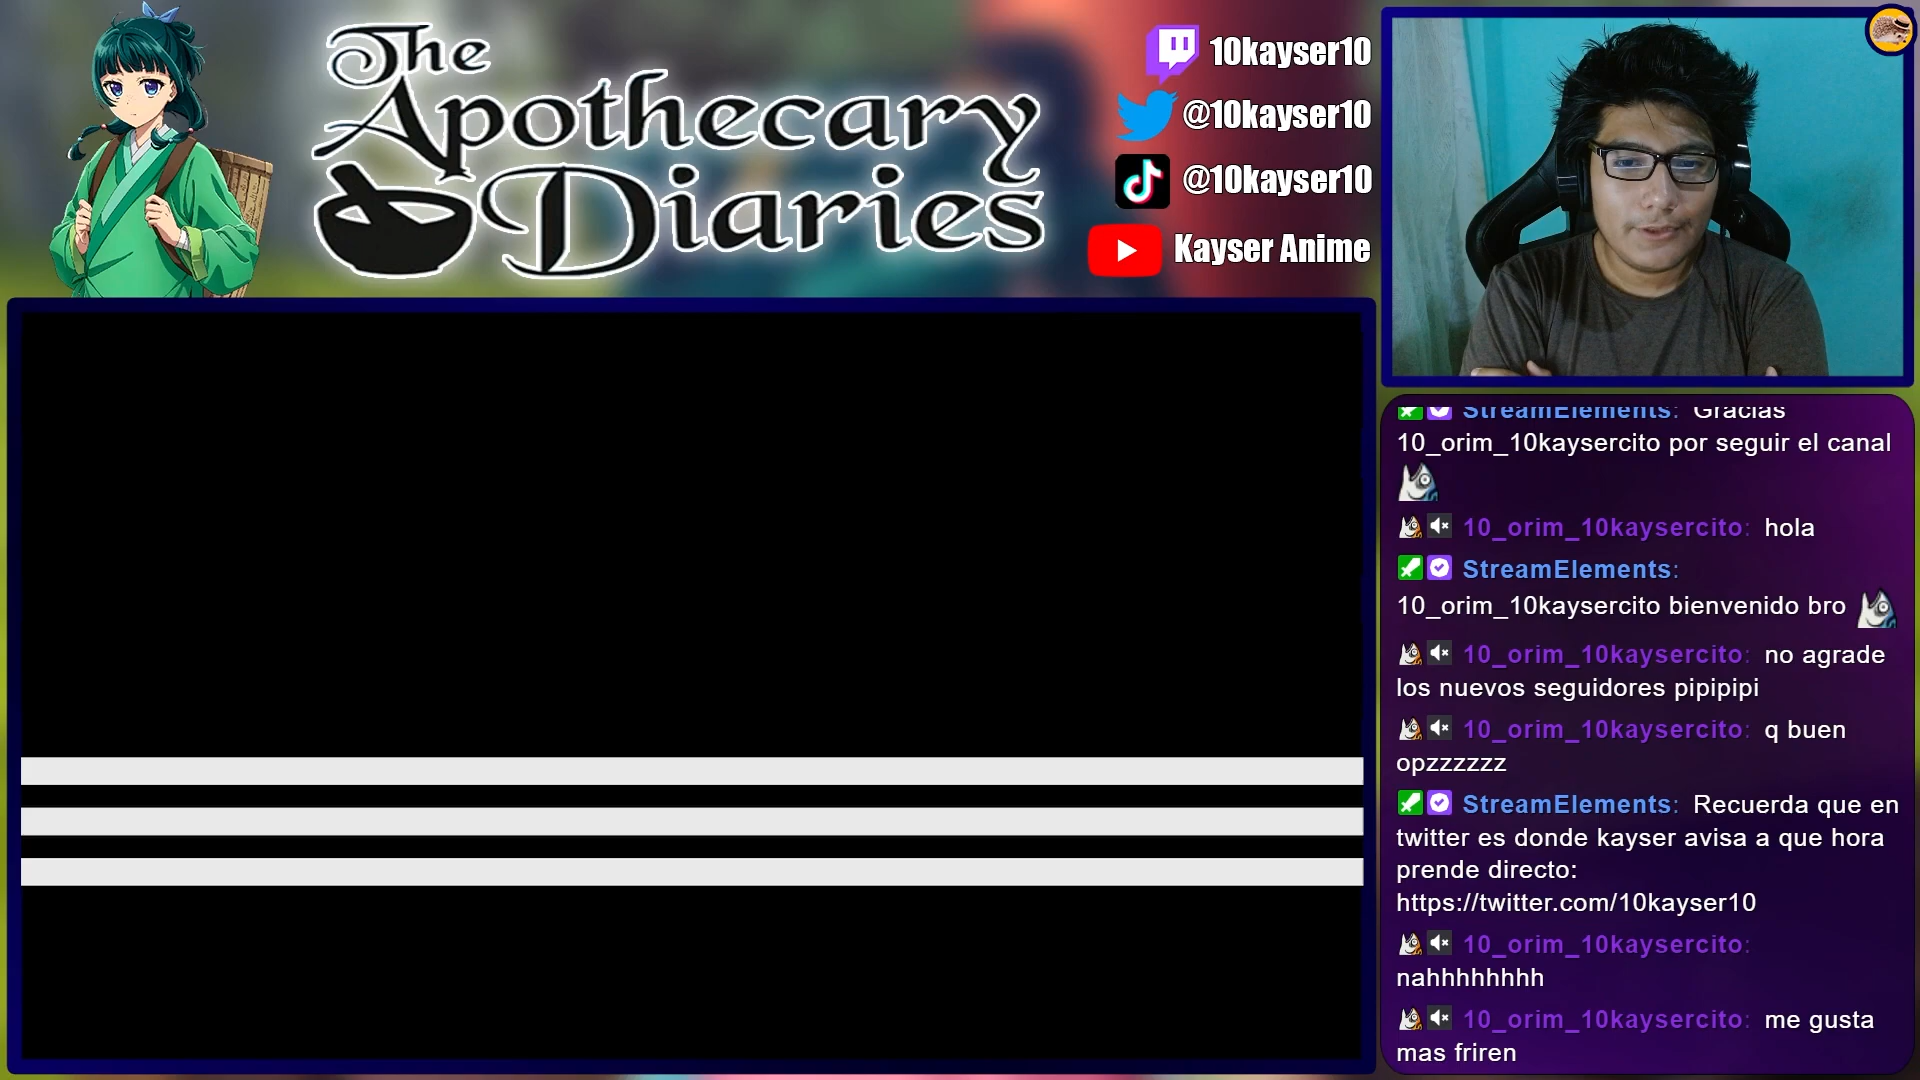 The
Apothecary
Diaries
10kayser10
@10kayser10
@10kayser10
Kayser Anime
StreamElements: Gracias
10_orim_10kaysercito por seguir el canal
10_orim_10kaysercito: hola
StreamElements:
10_orim_10kaysercito bienvenido bro
10_orim_10kaysercito: no agrade
los nuevos seguidores pipipipi
10_orim_10kaysercito: q buen
opzzzzzz
StreamElements: Recuerda que en
twitter es donde kayser avisa a que hora
prende directo:
https://twitter.com/10kayser10
10_orim_10kaysercito:
nahhhhhhhh
10_orim_10kaysercito: me gusta
mas friren